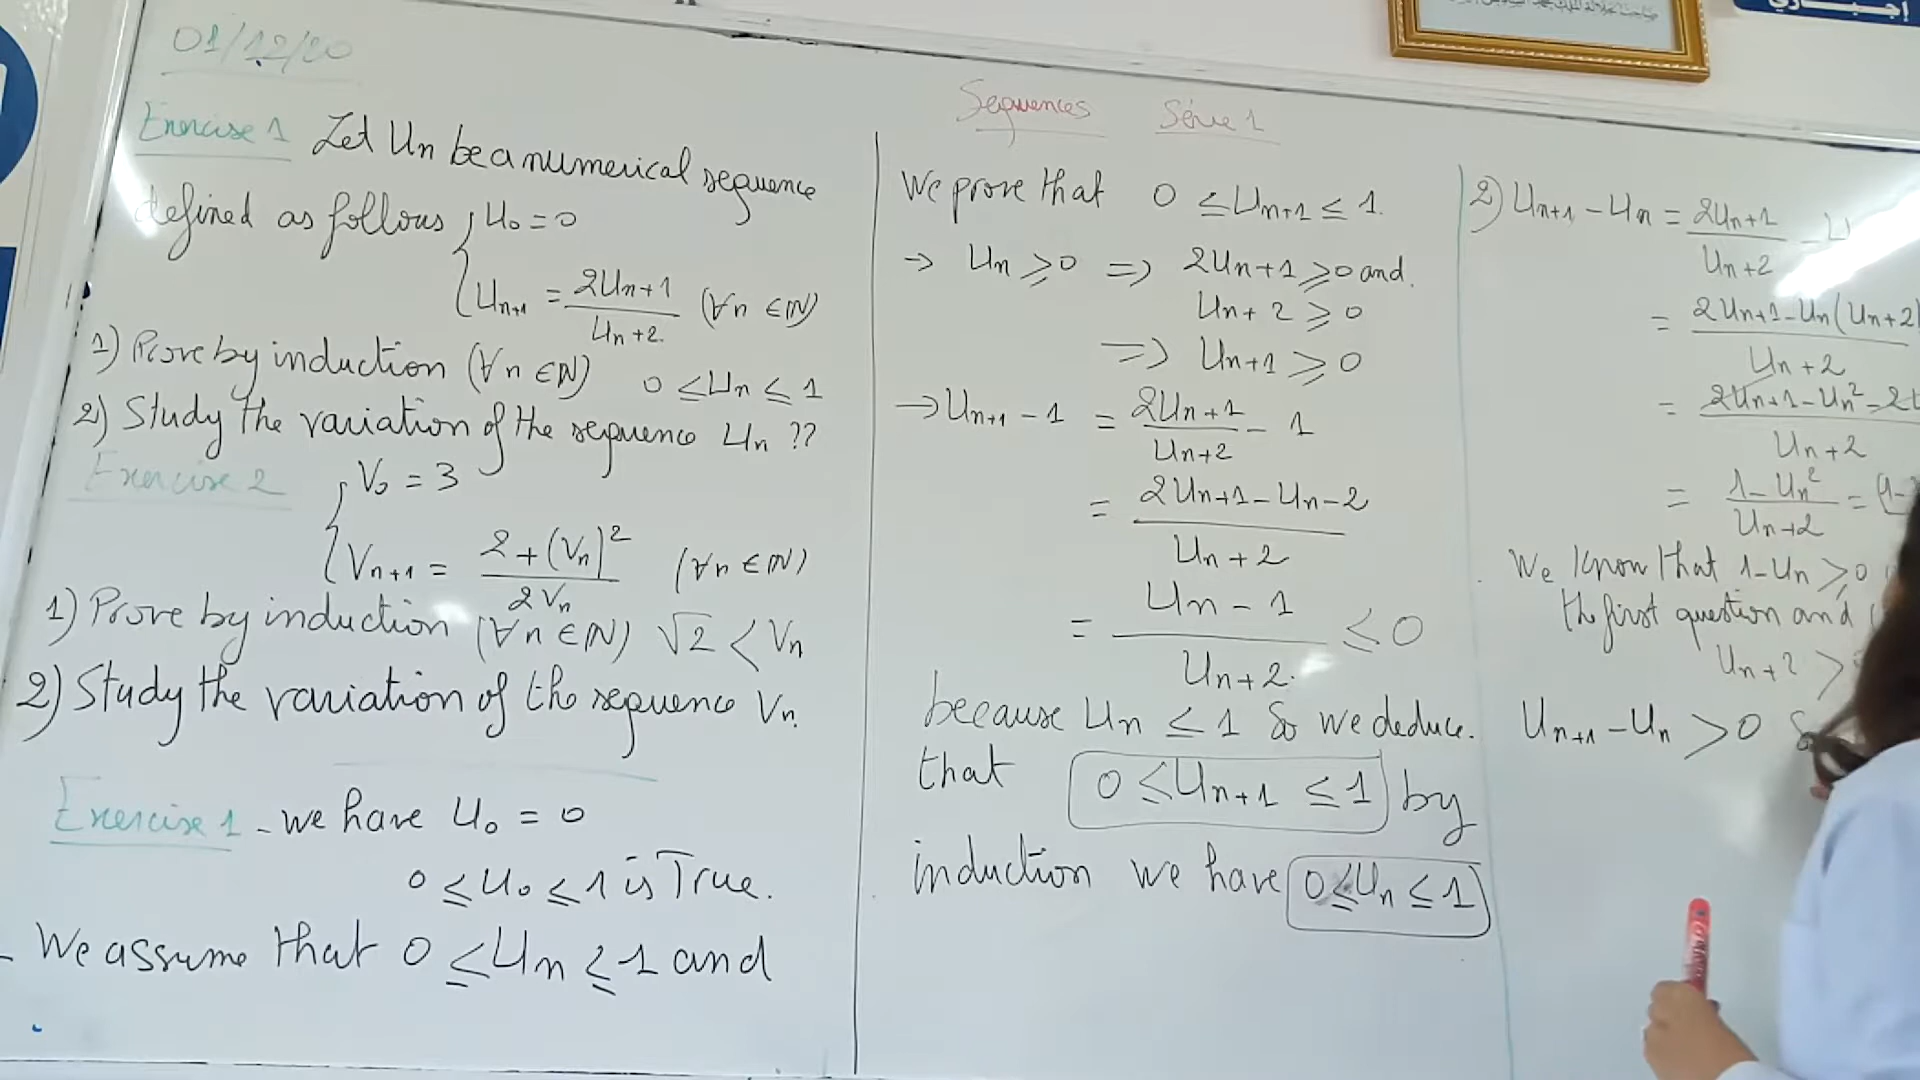 01/12/20
Exercise 1 Let Un be a numerical sequence
defined as follows { U₀ = 0
Uₙ₊₁ = (2Uₙ+1)/(Uₙ+2) (∀n ∈ ℕ)
1) Prove by induction (∀n ∈ ℕ) 0 ≤ Uₙ ≤ 1
2) Study the variation of the sequence Uₙ ??
Exercise 2 { V₀ = 3
Vₙ₊₁ = (2+(Vₙ)²)/(2Vₙ) (∀n ∈ ℕ)
1) Prove by induction (∀n ∈ ℕ) √2 < Vₙ
2) Study the variation of the sequence Vₙ.
Exercise 1 - we have U₀ = 0
0 ≤ U₀ ≤ 1 is True.
- We assume that 0 ≤ Uₙ ≤ 1 and
Sequences Série 1
We prove that 0 ≤ Uₙ₊₁ ≤ 1.
→ Uₙ ≥ 0 ⇒ 2Uₙ+1 ≥ 0 and.
Uₙ + 2 ≥ 0
⇒ Uₙ₊₁ ≥ 0
→ Uₙ₊₁ - 1 = (2Uₙ+1)/(Uₙ+2) - 1
= (2Uₙ+1-Uₙ-2)/(Uₙ+2)
= (Uₙ-1)/(Uₙ+2) ≤ 0
because Uₙ ≤ 1 So we deduce.
that 0 ≤ Uₙ₊₁ ≤ 1 by
induction we have 0 ≤ Uₙ ≤ 1
2) Uₙ₊₁ - Uₙ = (2Uₙ+1)/(Uₙ+2) - U
= (2Uₙ+1-Uₙ(Uₙ+2))/(Uₙ+2)
= (2Uₙ+1-Uₙ²-2U)/(Uₙ+2)
= (1-Uₙ²)/(Uₙ+2) = (1-
We know that 1-Uₙ ≥ 0
the first question and
Uₙ+2 >
Uₙ₊₁ - Uₙ > 0 S
إجبـــاري